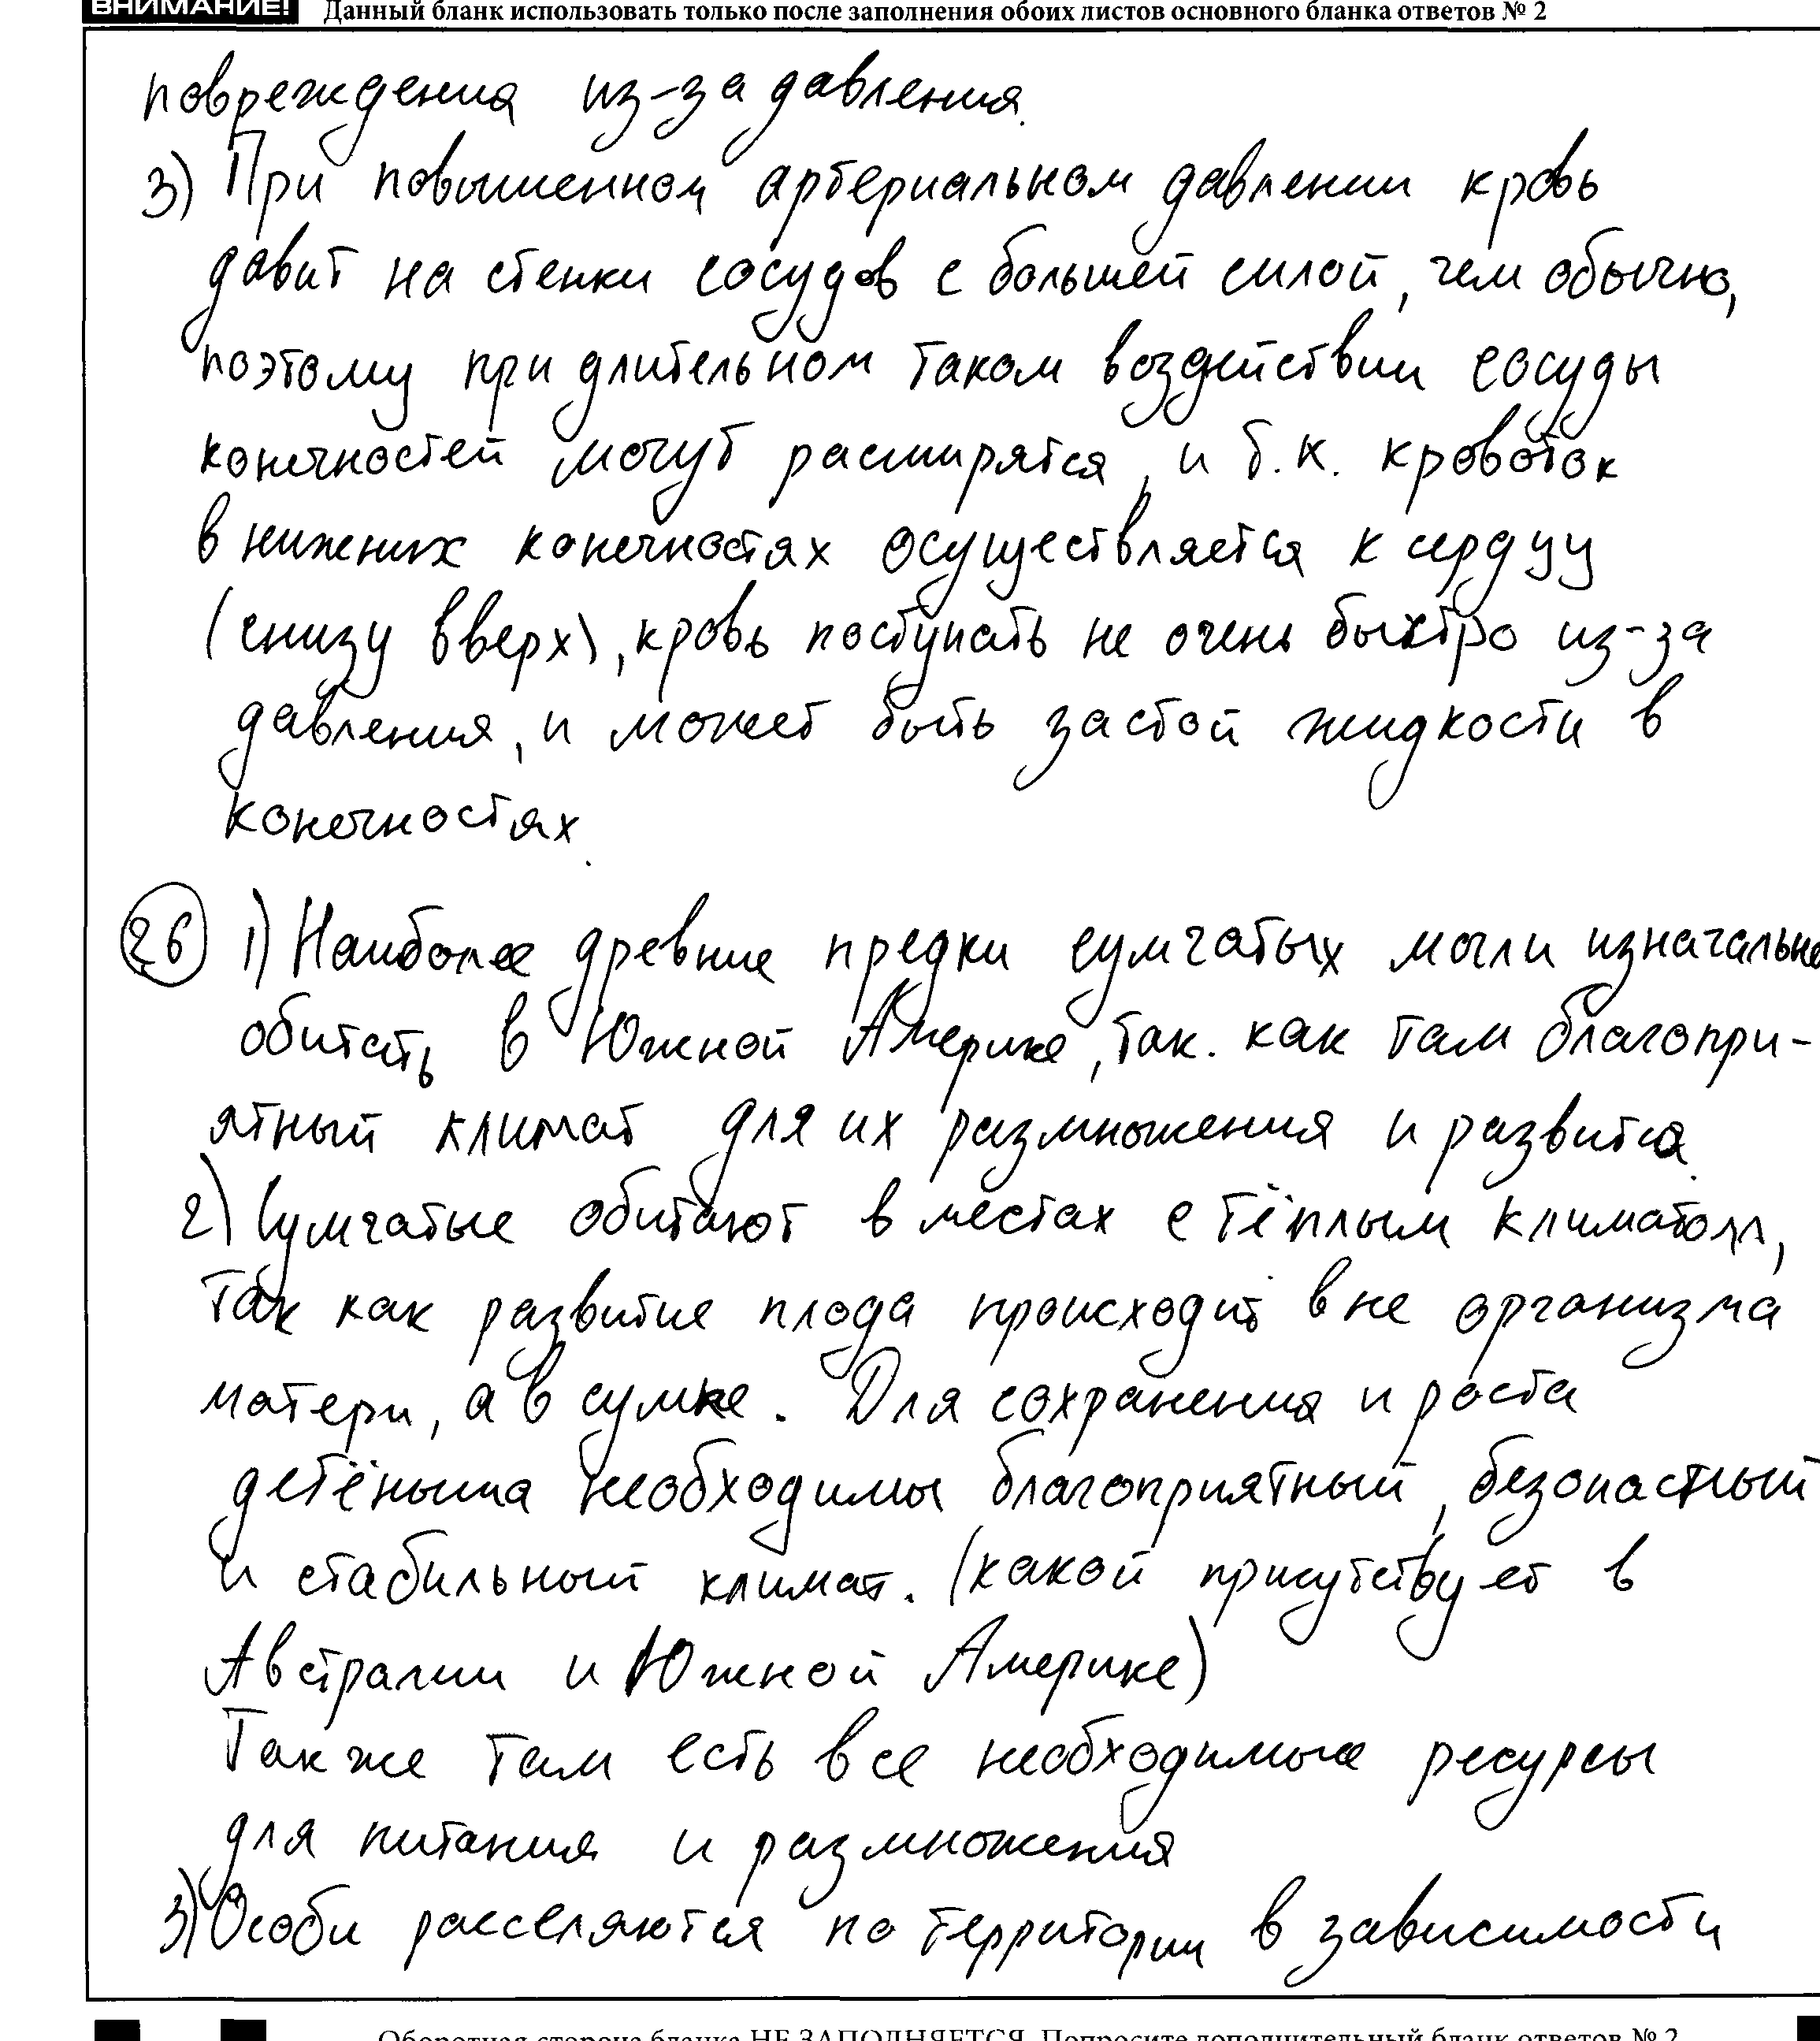 ВНИМАНИЕ! Данный бланк использовать только после заполнения обоих листов основного бланка ответов № 2
повреждения из-за давления.
3) При повышенном артериальном давлении кровь
давит на стенки сосудов с большей силой, чем обычно,
поэтому при длительном таком воздействии сосуды
конечностей могут расширятся, и т.к. кровоток
в нижених конечностях осуществляется к сердцу
(снизу вверх), кровь поступать не очень быстро из-за
давления, и может быть застой жидкости в
конечностях.
26 1) Наиболее древние предки сумчатых могли изначально
обитать в Южной Америке, так. как там благопри-
ятный климат для их размножения и развития.
2) Сумчатые обитают в местах с тёплым климатом,
так как развитие плода происходит вне организма
матери, а в сумке. Для сохранения и роста
детёныша необходимы благоприятный, безопастный
и стабильный климат. (какой присутствует в
Австралии и Южной Америке)
Также там есть все необходимые ресурсы
для питания и размножения
3) Особи расселяются по территории в зависимости
Оборотная сторона бланка НЕ ЗАПОЛНЯЕТСЯ. Попросите дополнительный бланк ответов № 2